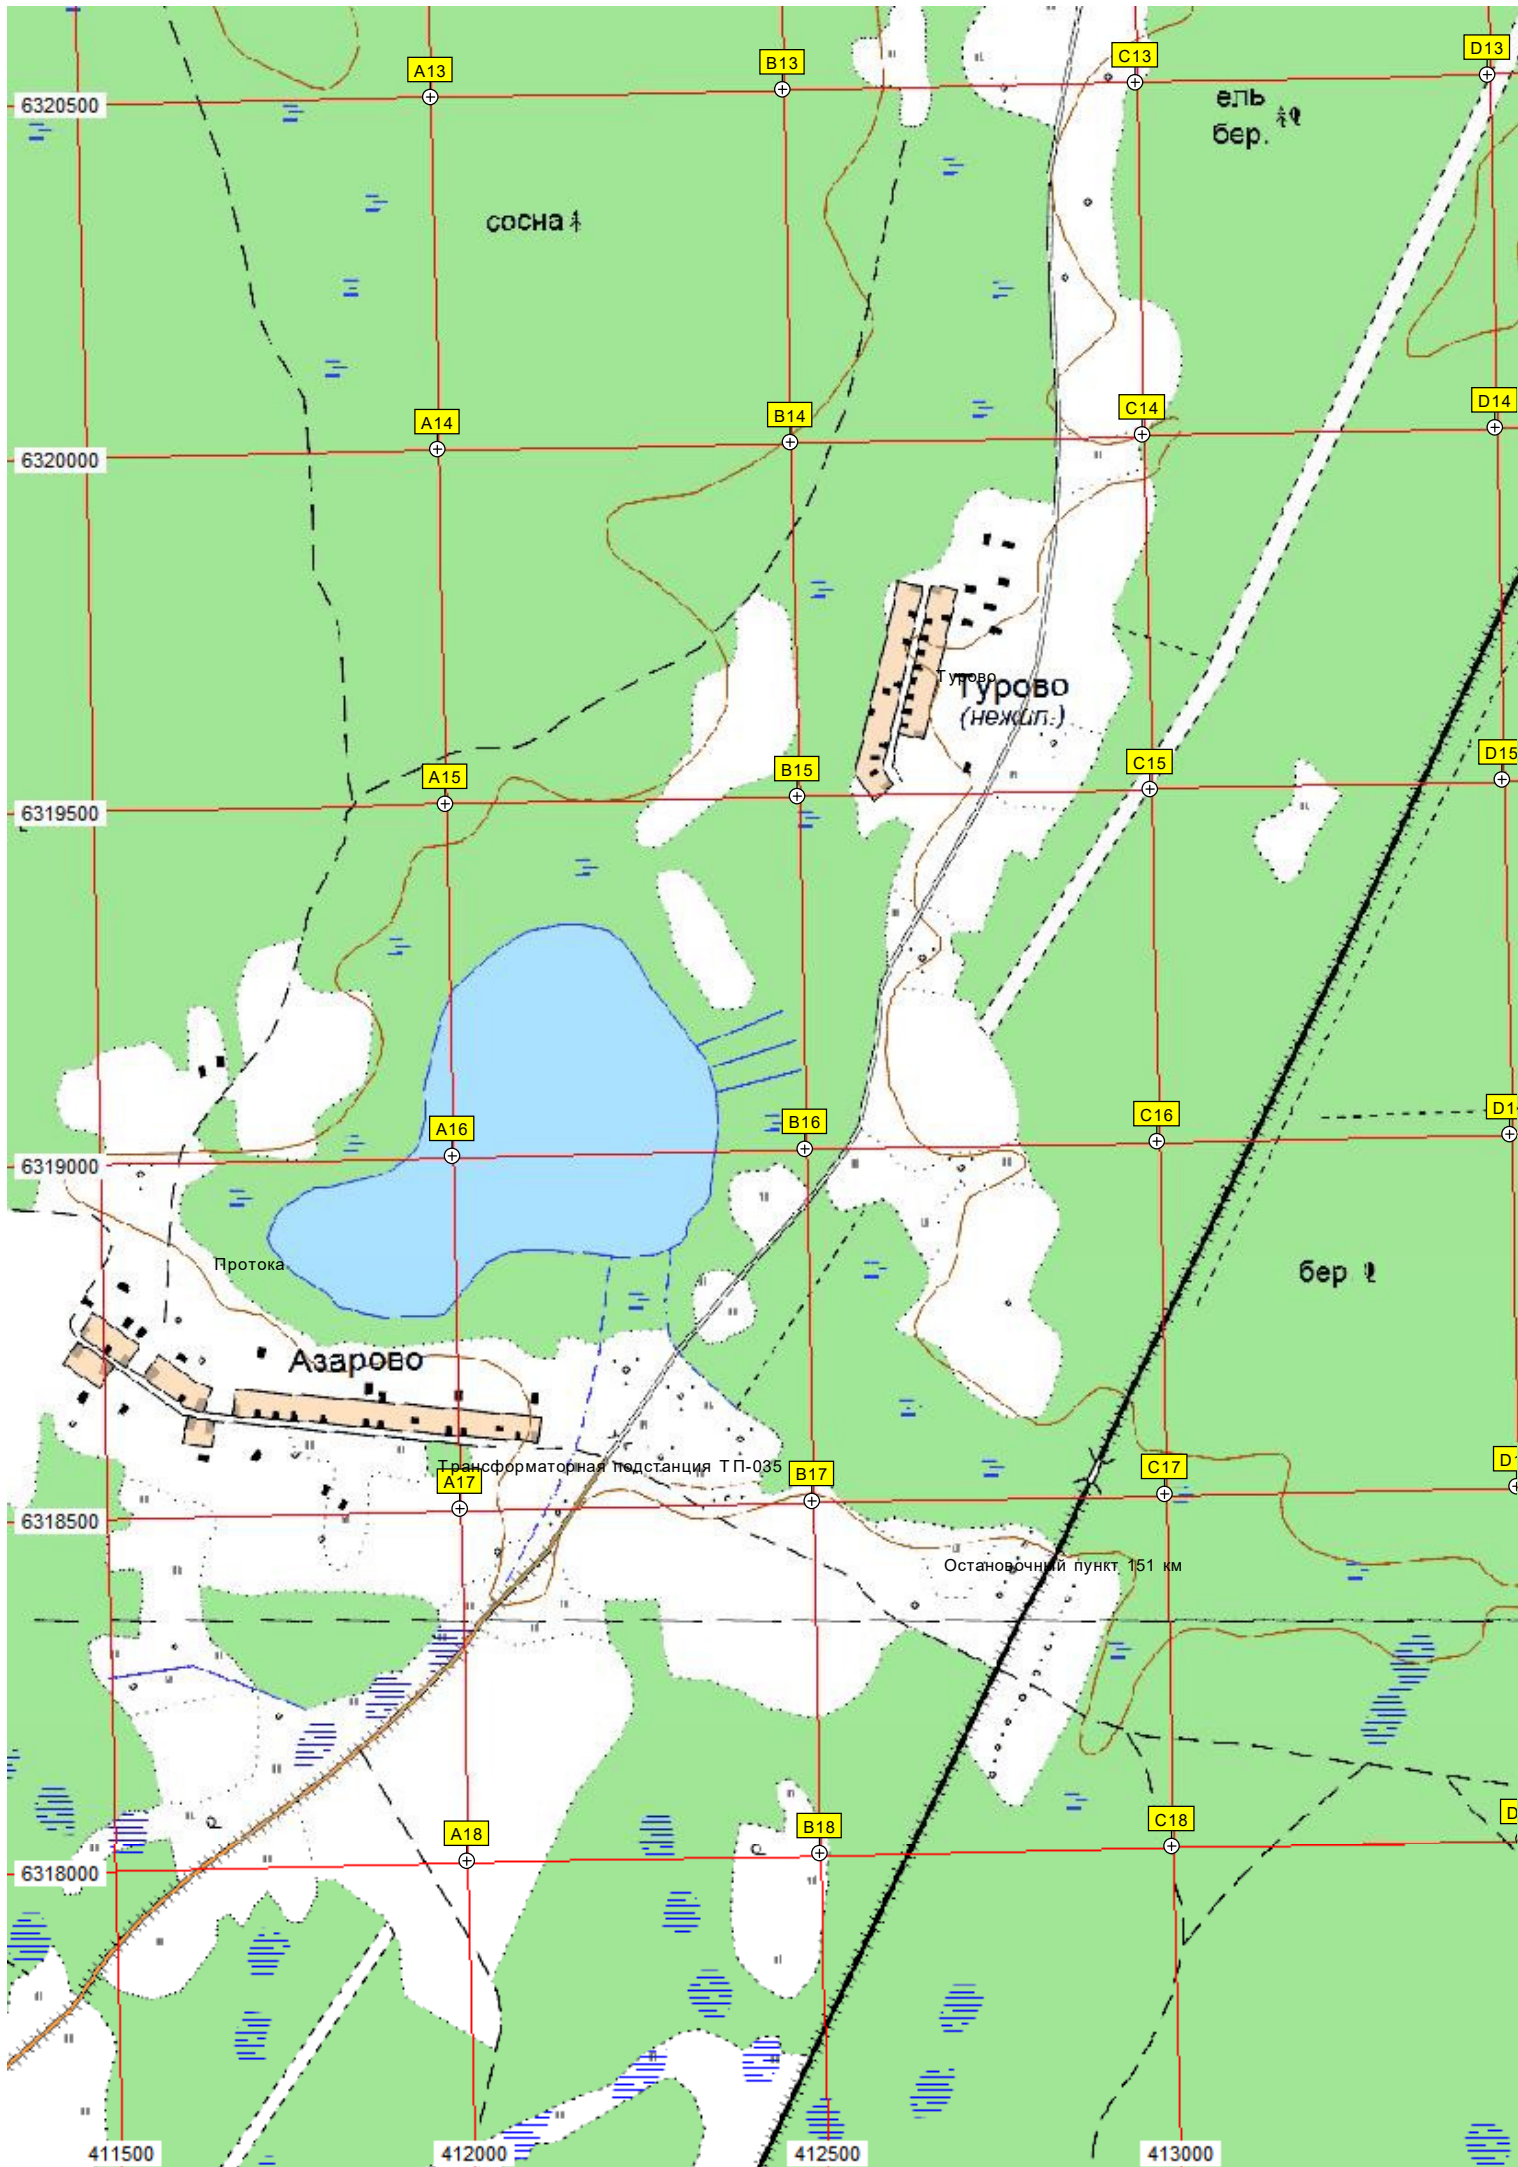 D13
C13
B13
A13
6320500
ель
бер.
сосна
D14
C14
B14
A14
6320000
Турово
Турово
(нежил.)
D15
C15
B15
A15
6319500
C16
B16
A16
6319000
Протока
бер
Азарово
Трансформаторная подстанция ТП-035
C17
B17
A17
6318500
Остановочный пункт 151 км
C18
B18
A18
6318000
411500
412000
412500
413000